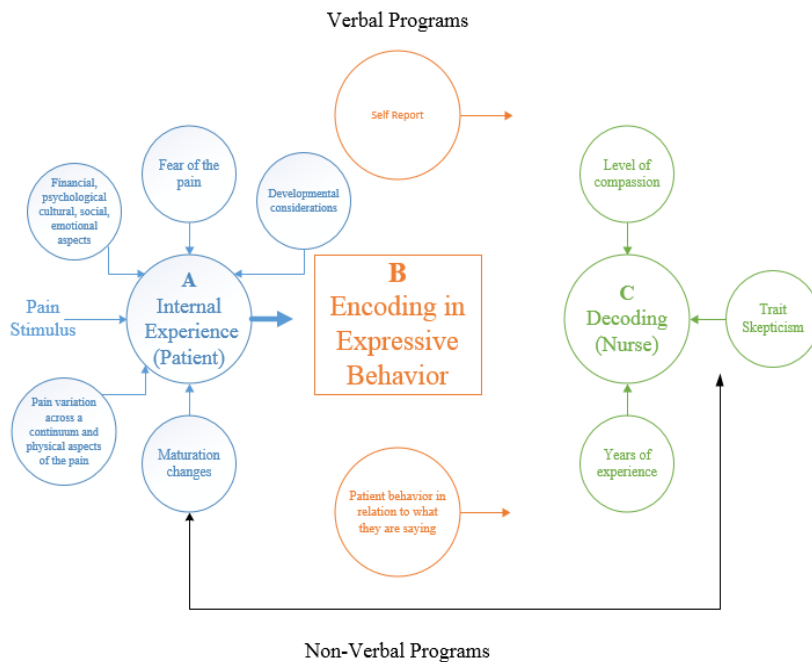 Verbal Programs
Self Report
Fear of the
pain
Financial,
psychological
cultural, social,
emotional
aspects
Developmental
considerations
Level of
compassion
A
Internal
Experience
(Patient)
Pain
Stimulus
B
Encoding in
Expressive
Behavior
C
Decoding
(Nurse)
Trait
Skepticism
Pain variation
across a
continuum and
physical aspects
of the pain
Maturation
changes
Years of
experience
Patient behavior in
relation to what
they are saying
Non-Verbal Programs